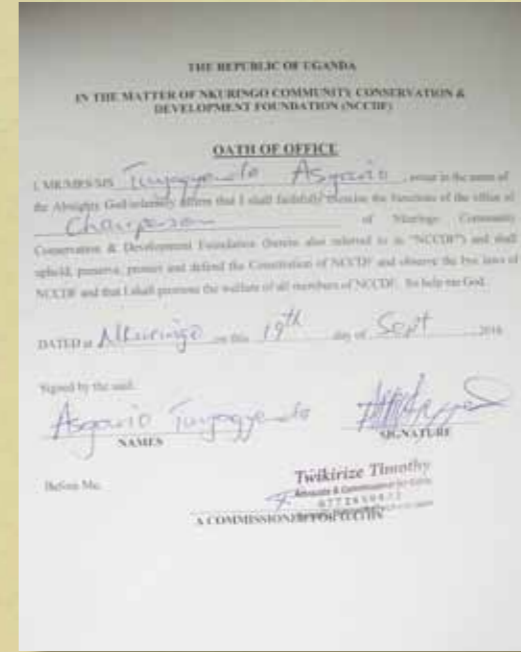 THE REPUBLIC OF UGANDA
IN THE MATTER OF NKURINGO COMMUNITY CONSERVATION &
DEVELOPMENT FOUNDATION (NCCDF)
OATH OF OFFICE
I, MR/MRS/MS , swear in the name of
the Almighty God solemnly affirm that I shall faithfully exercise the functions of the office of
Chairperson of Nkuringo Community
Conservation & Development Foundation (herein also referred to as "NCCDF") and shall
uphold, preserve, protect and defend the Constitution of NCCDF and observe the bye laws of
NCCDF and that I shall promote the welfare of all members of NCCDF. So help me God.
DATED at Nkuringo on this 19th day of Sept 2016
Signed by the said:
NAMES SIGNATURE
Before Me,
Twikirize Timothy
Advocate & Commissioner for Oaths
A COMMISSIONER FOR OATHS